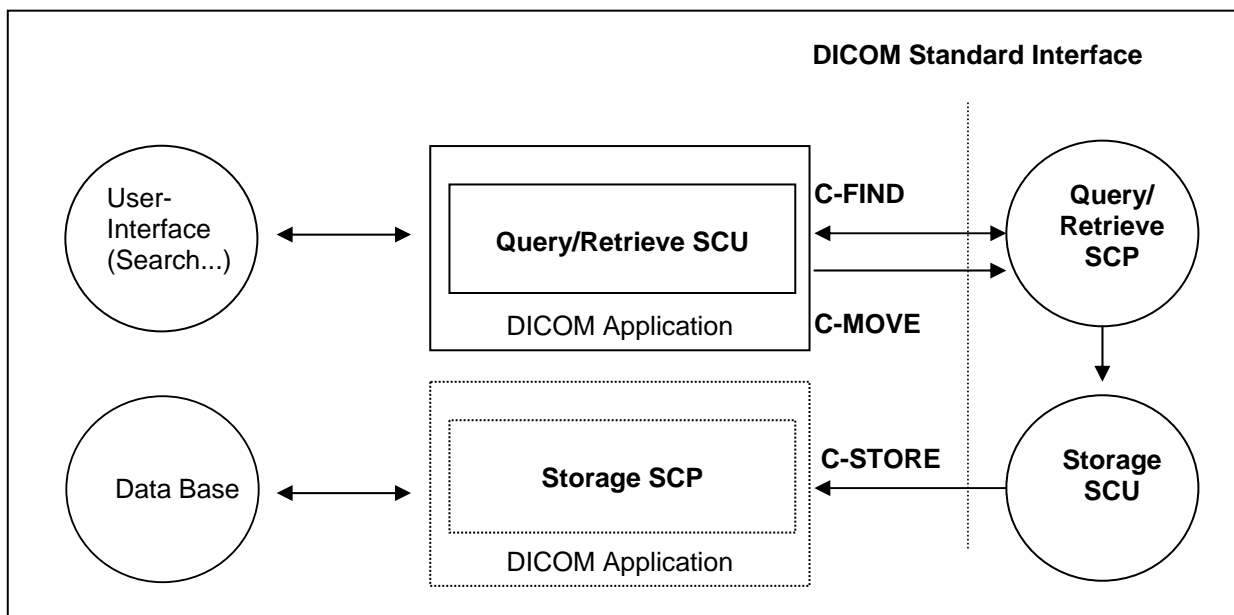 DICOM Standard Interface
User-
Interface
(Search...)
Query/Retrieve SCU
DICOM Application
C-FIND
C-MOVE
Query/
Retrieve
SCP
Data Base
Storage SCP
DICOM Application
C-STORE
Storage
SCU